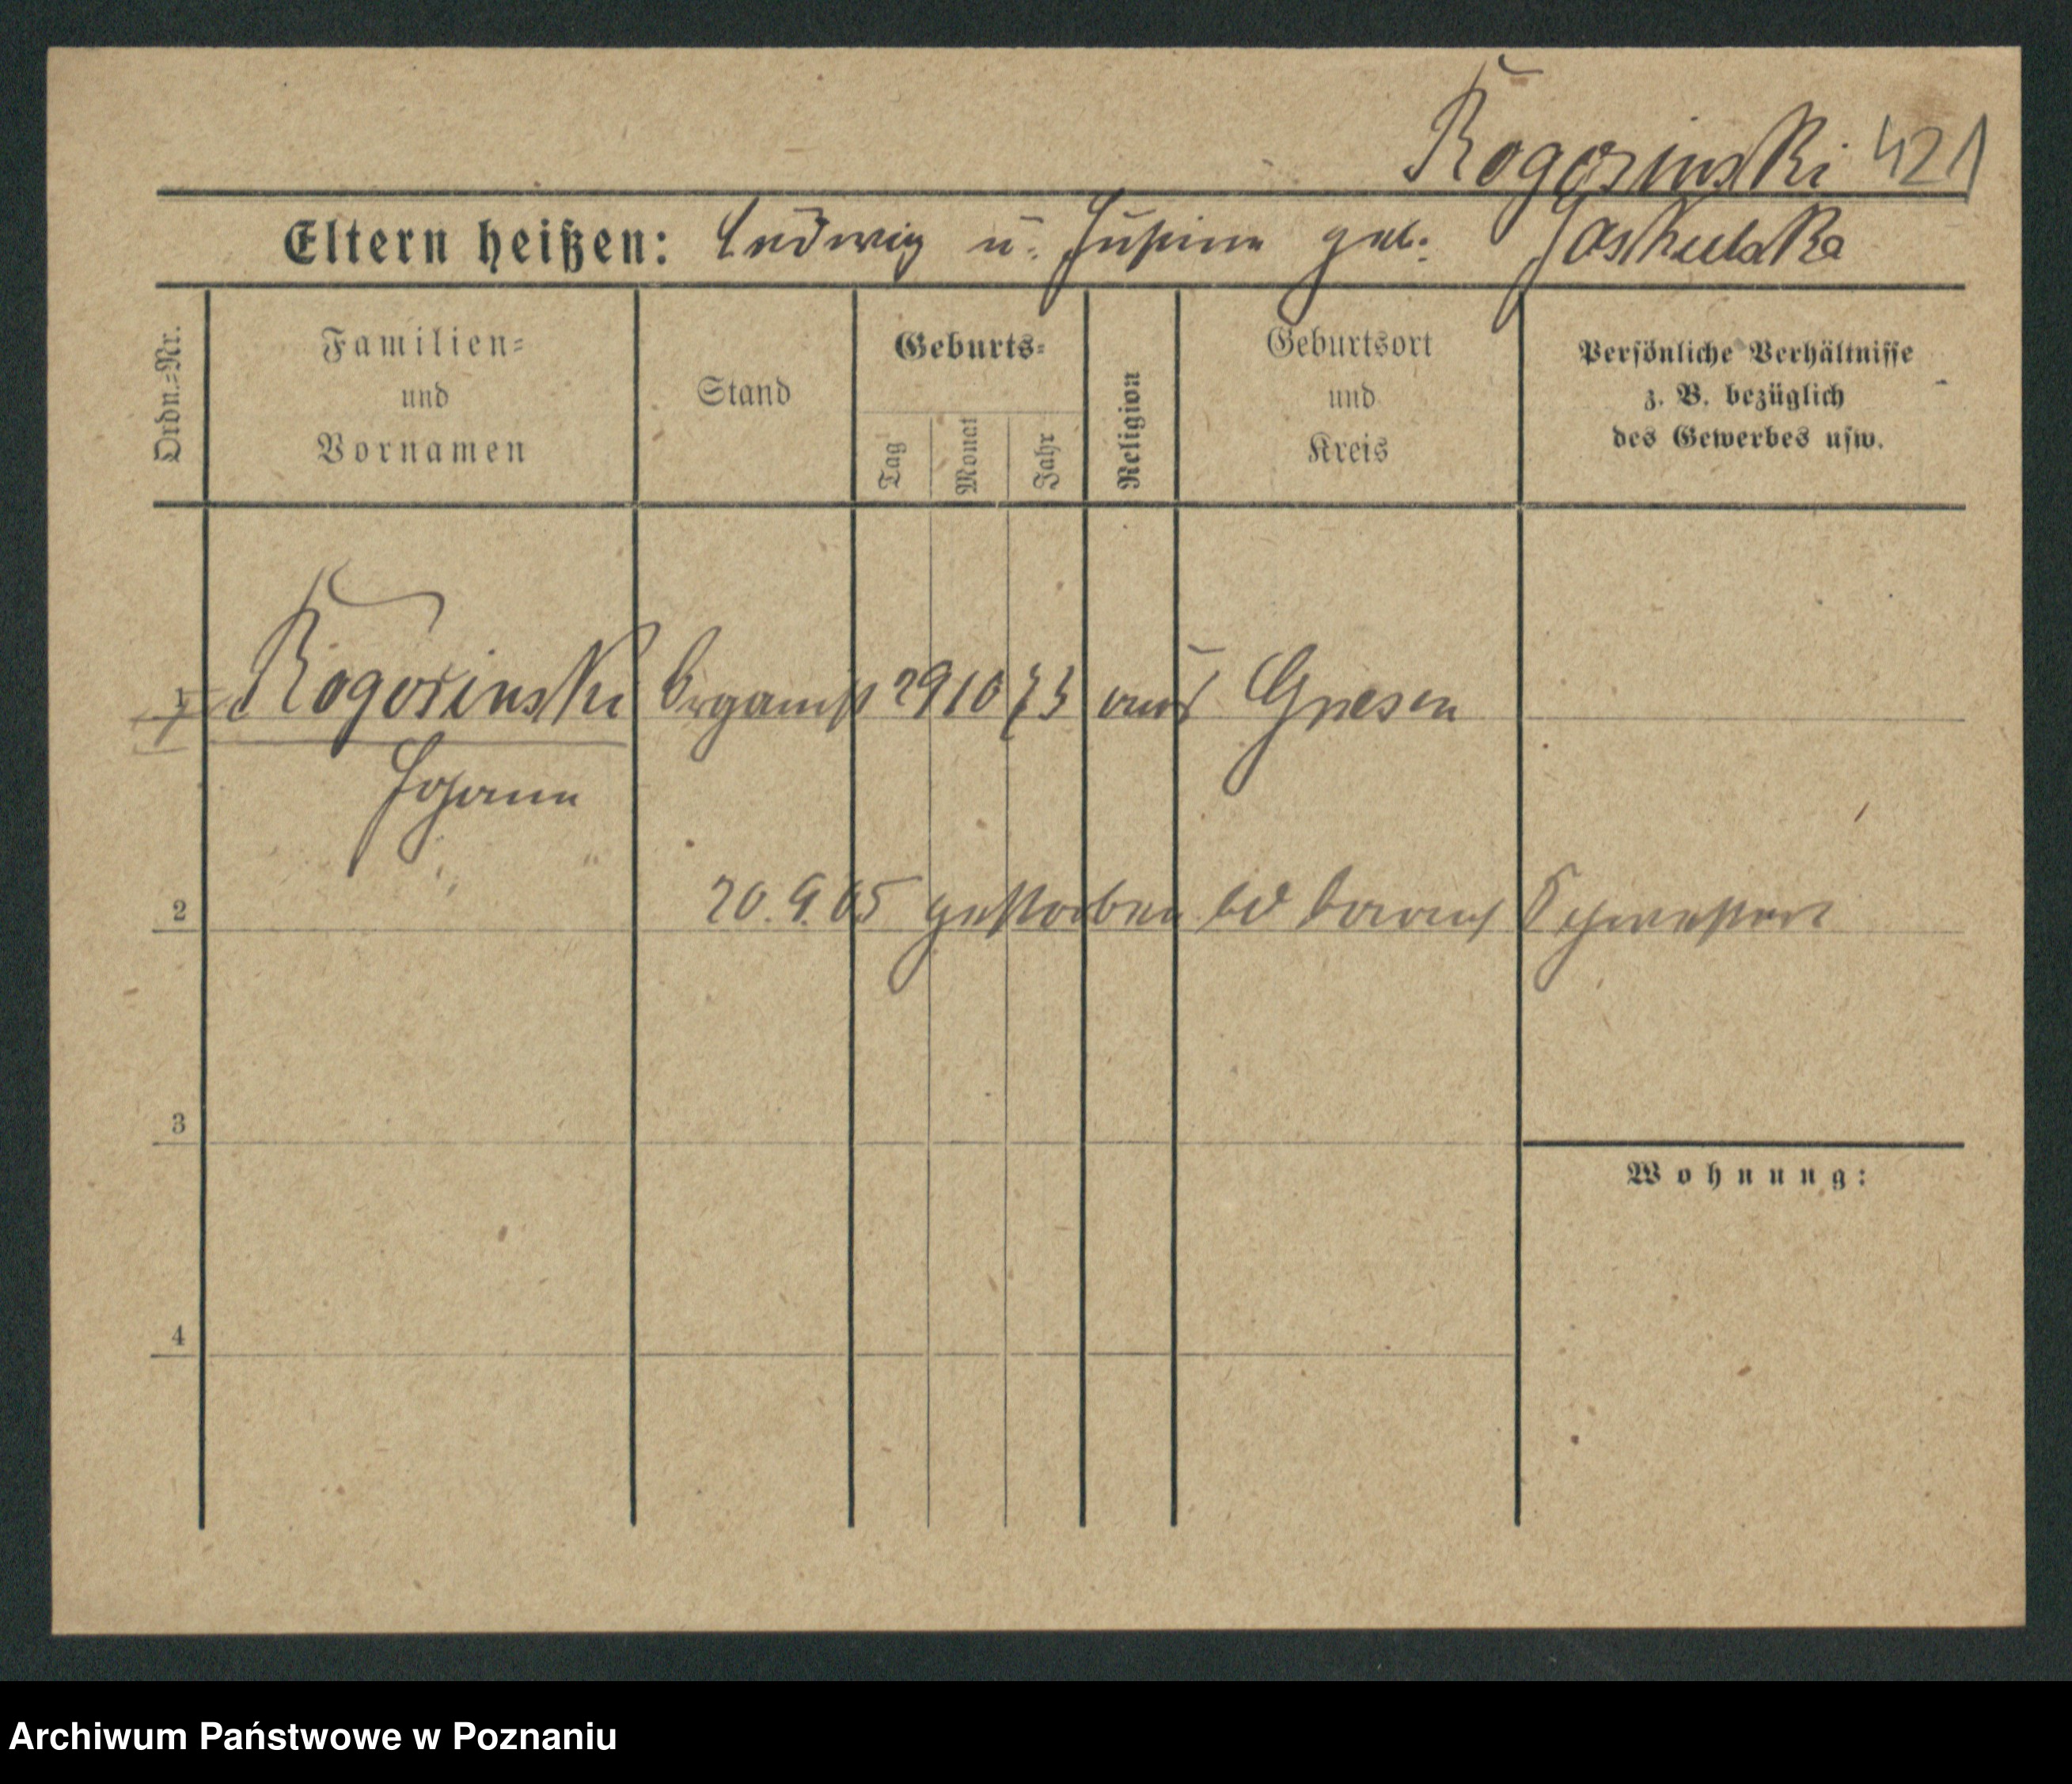 Rogozinski 421
Eltern heißen: Ludwig u. Justine geb. Jaskulska
Ordn.=Nr.
Familien=
und
Vornamen
Stand
Geburts=
Tag
Monat
Jahr
Religion
Geburtsort
und
Kreis
Persönliche Verhältnisse
z. B. bezüglich
des Gewerbes usw.
1 Rogozinski Organist 29 10 73 Gnesen
Johann
2 20.9.05 gestorben Schwestern
3
Wohnung:
4
Archiwum Państwowe w Poznaniu